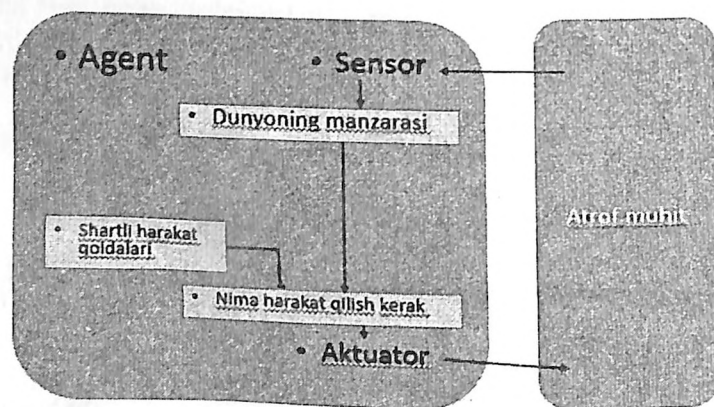 • Agent
• Sensor
• Dunyoning manzarasi
Atrof muhit
• Shartli harakat
qoidalari
• Nima harakat qilish kerak
• Aktuator